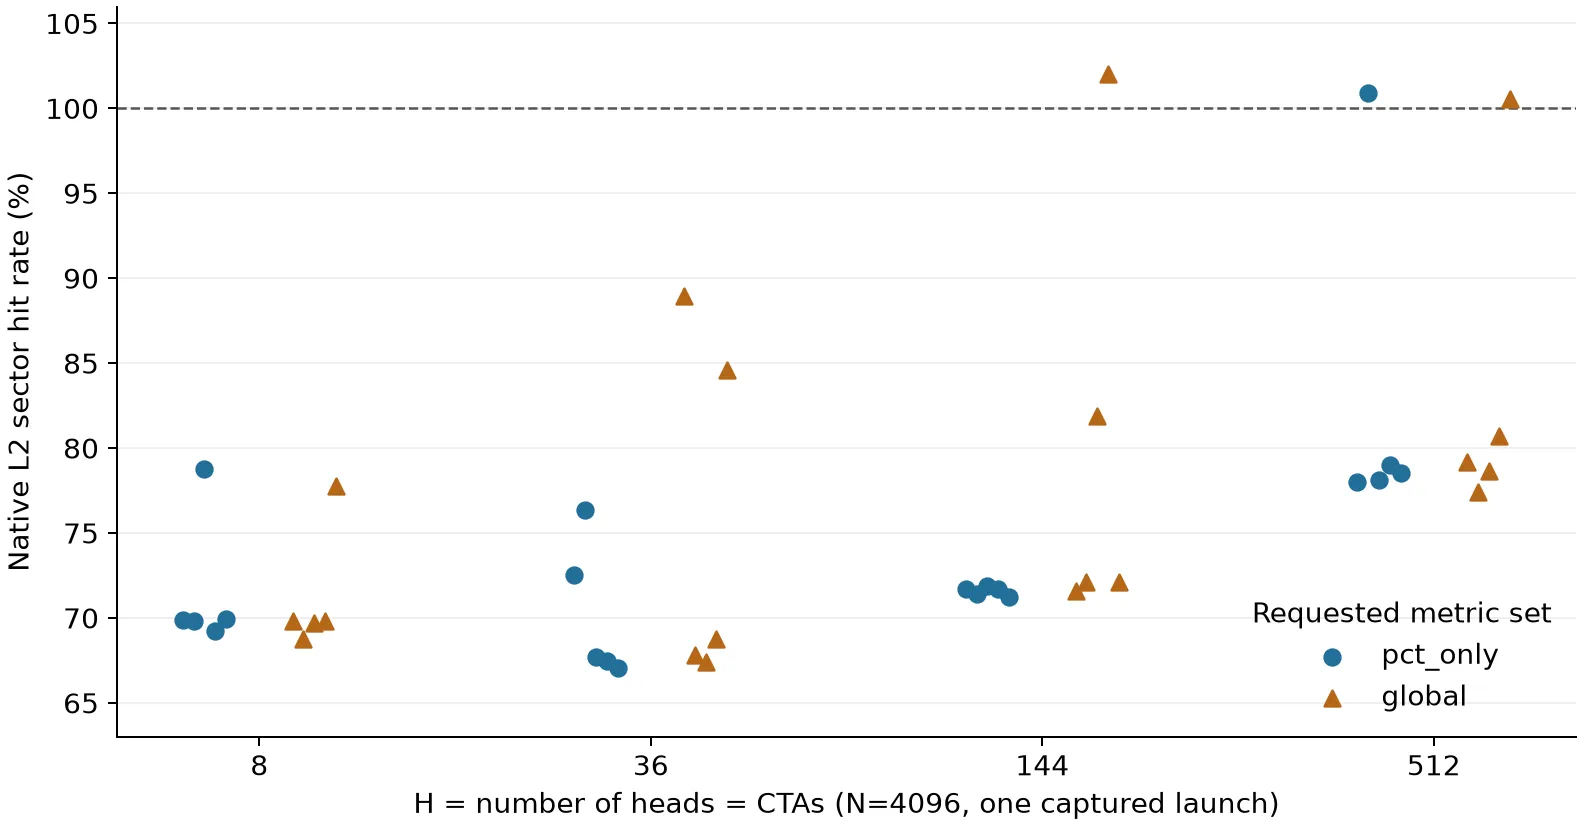 Native L2 sector hit rate (%)
105
100
95
90
85
80
75
70
65
Requested metric set
pct_only
global
8 36 144 512
H = number of heads = CTAs (N=4096, one captured launch)